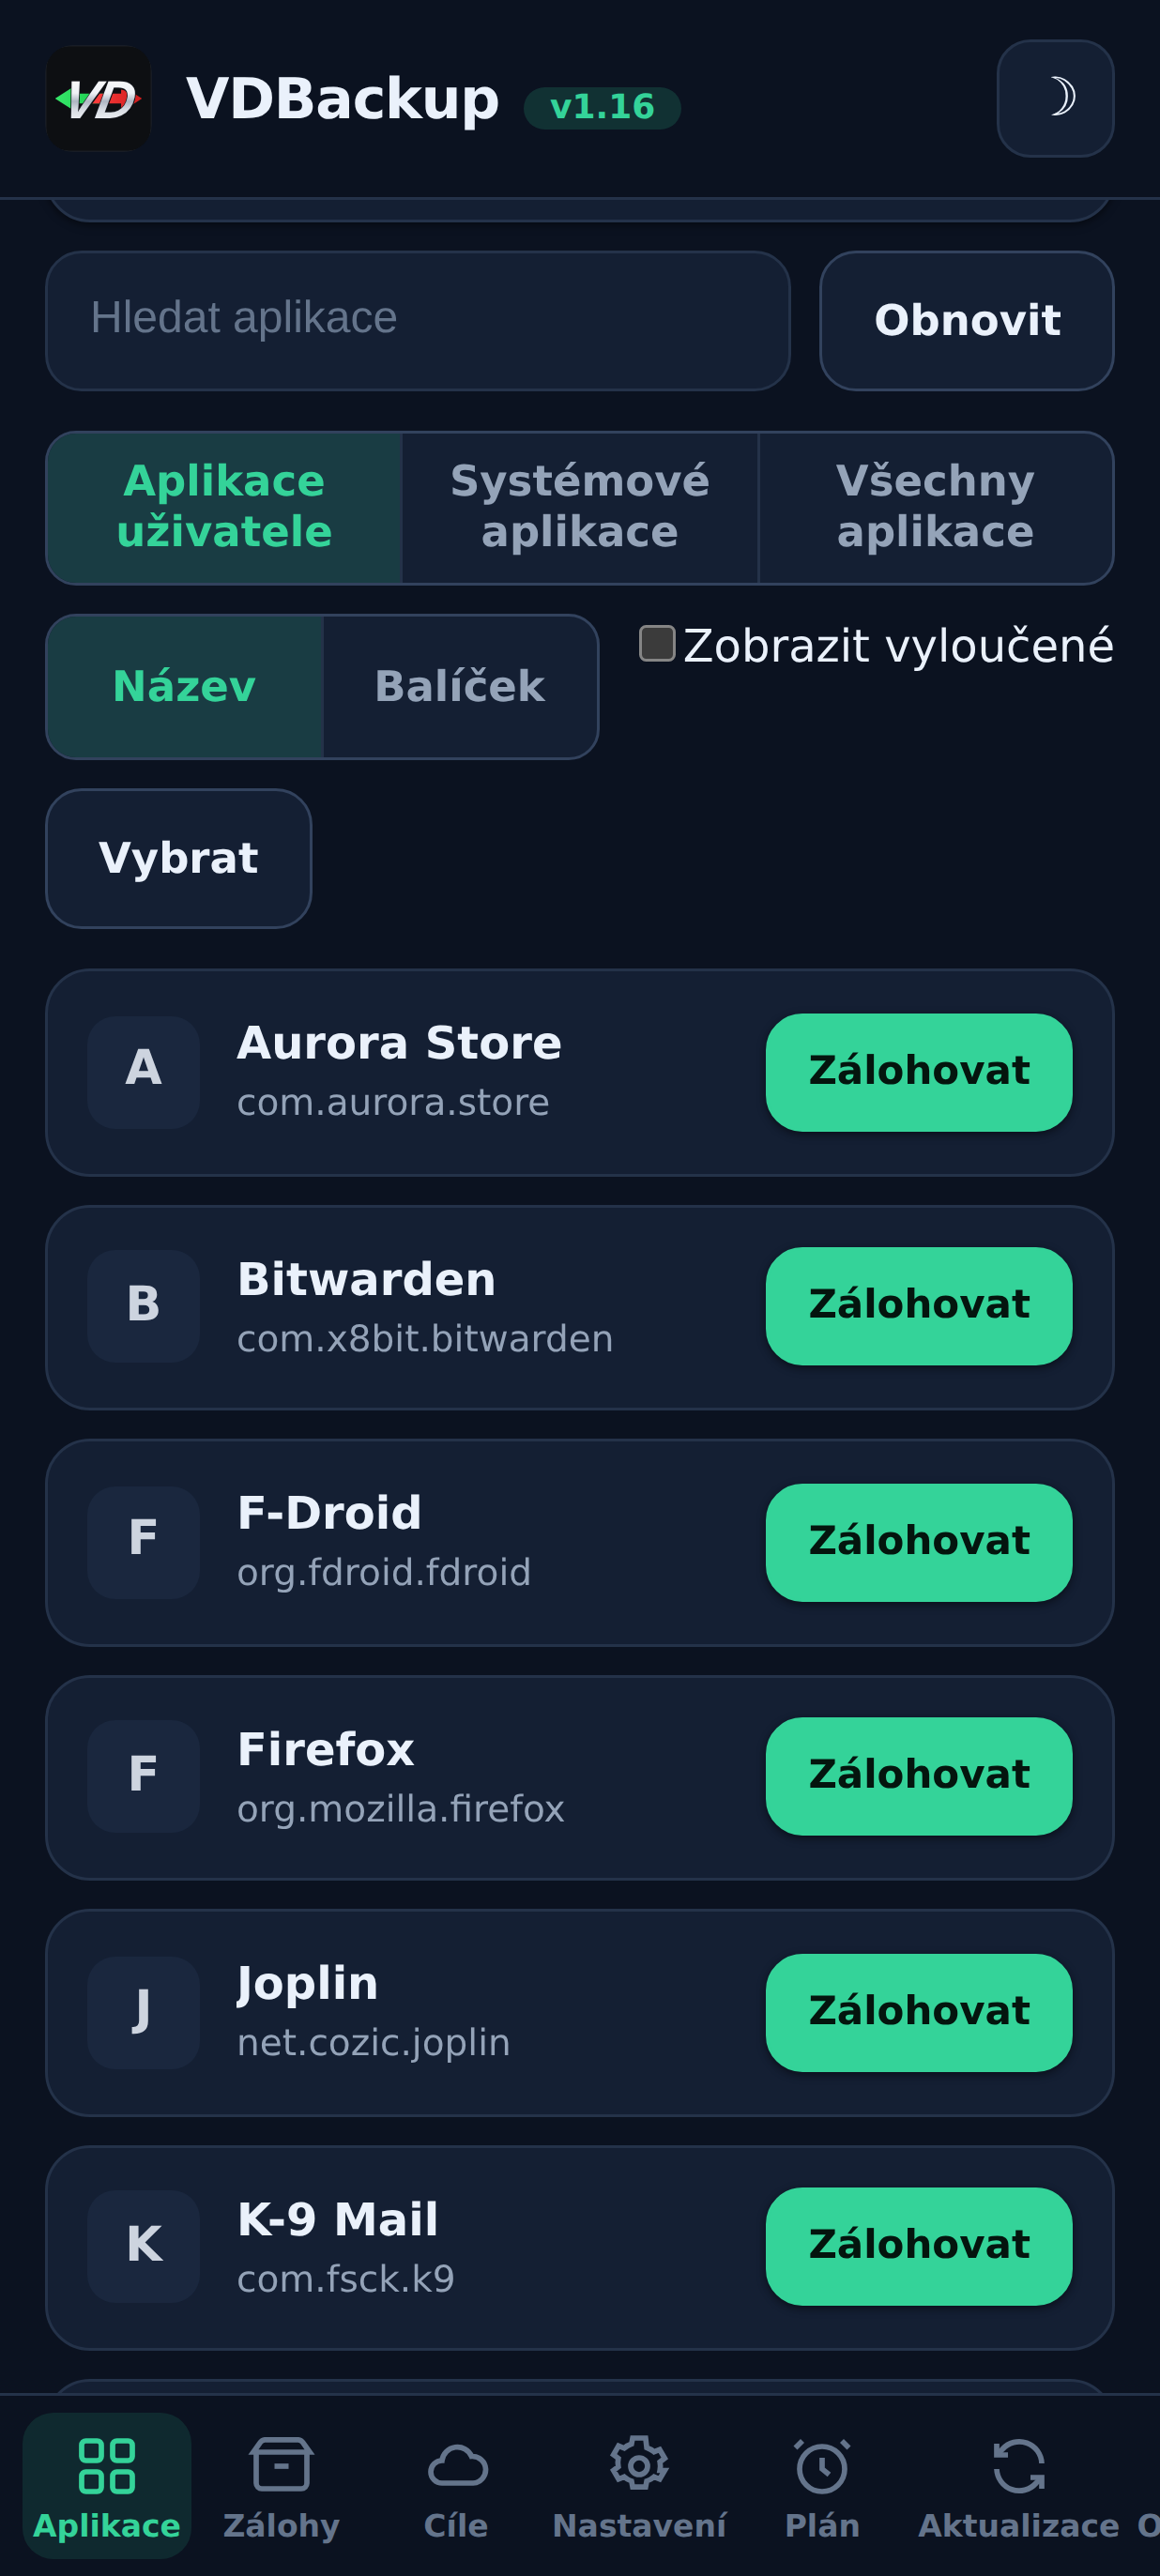 VD
VDBackup v1.16
Hledat aplikace
Obnovit
Aplikace
uživatele
Systémové
aplikace
Všechny
aplikace
Název
Balíček
Zobrazit vyloučené
Vybrat
A
Aurora Store
com.aurora.store
Zálohovat
B
Bitwarden
com.x8bit.bitwarden
Zálohovat
F
F-Droid
org.fdroid.fdroid
Zálohovat
F
Firefox
org.mozilla.firefox
Zálohovat
J
Joplin
net.cozic.joplin
Zálohovat
K
K-9 Mail
com.fsck.k9
Zálohovat
Aplikace
Zálohy
Cíle
Nastavení
Plán
Aktualizace